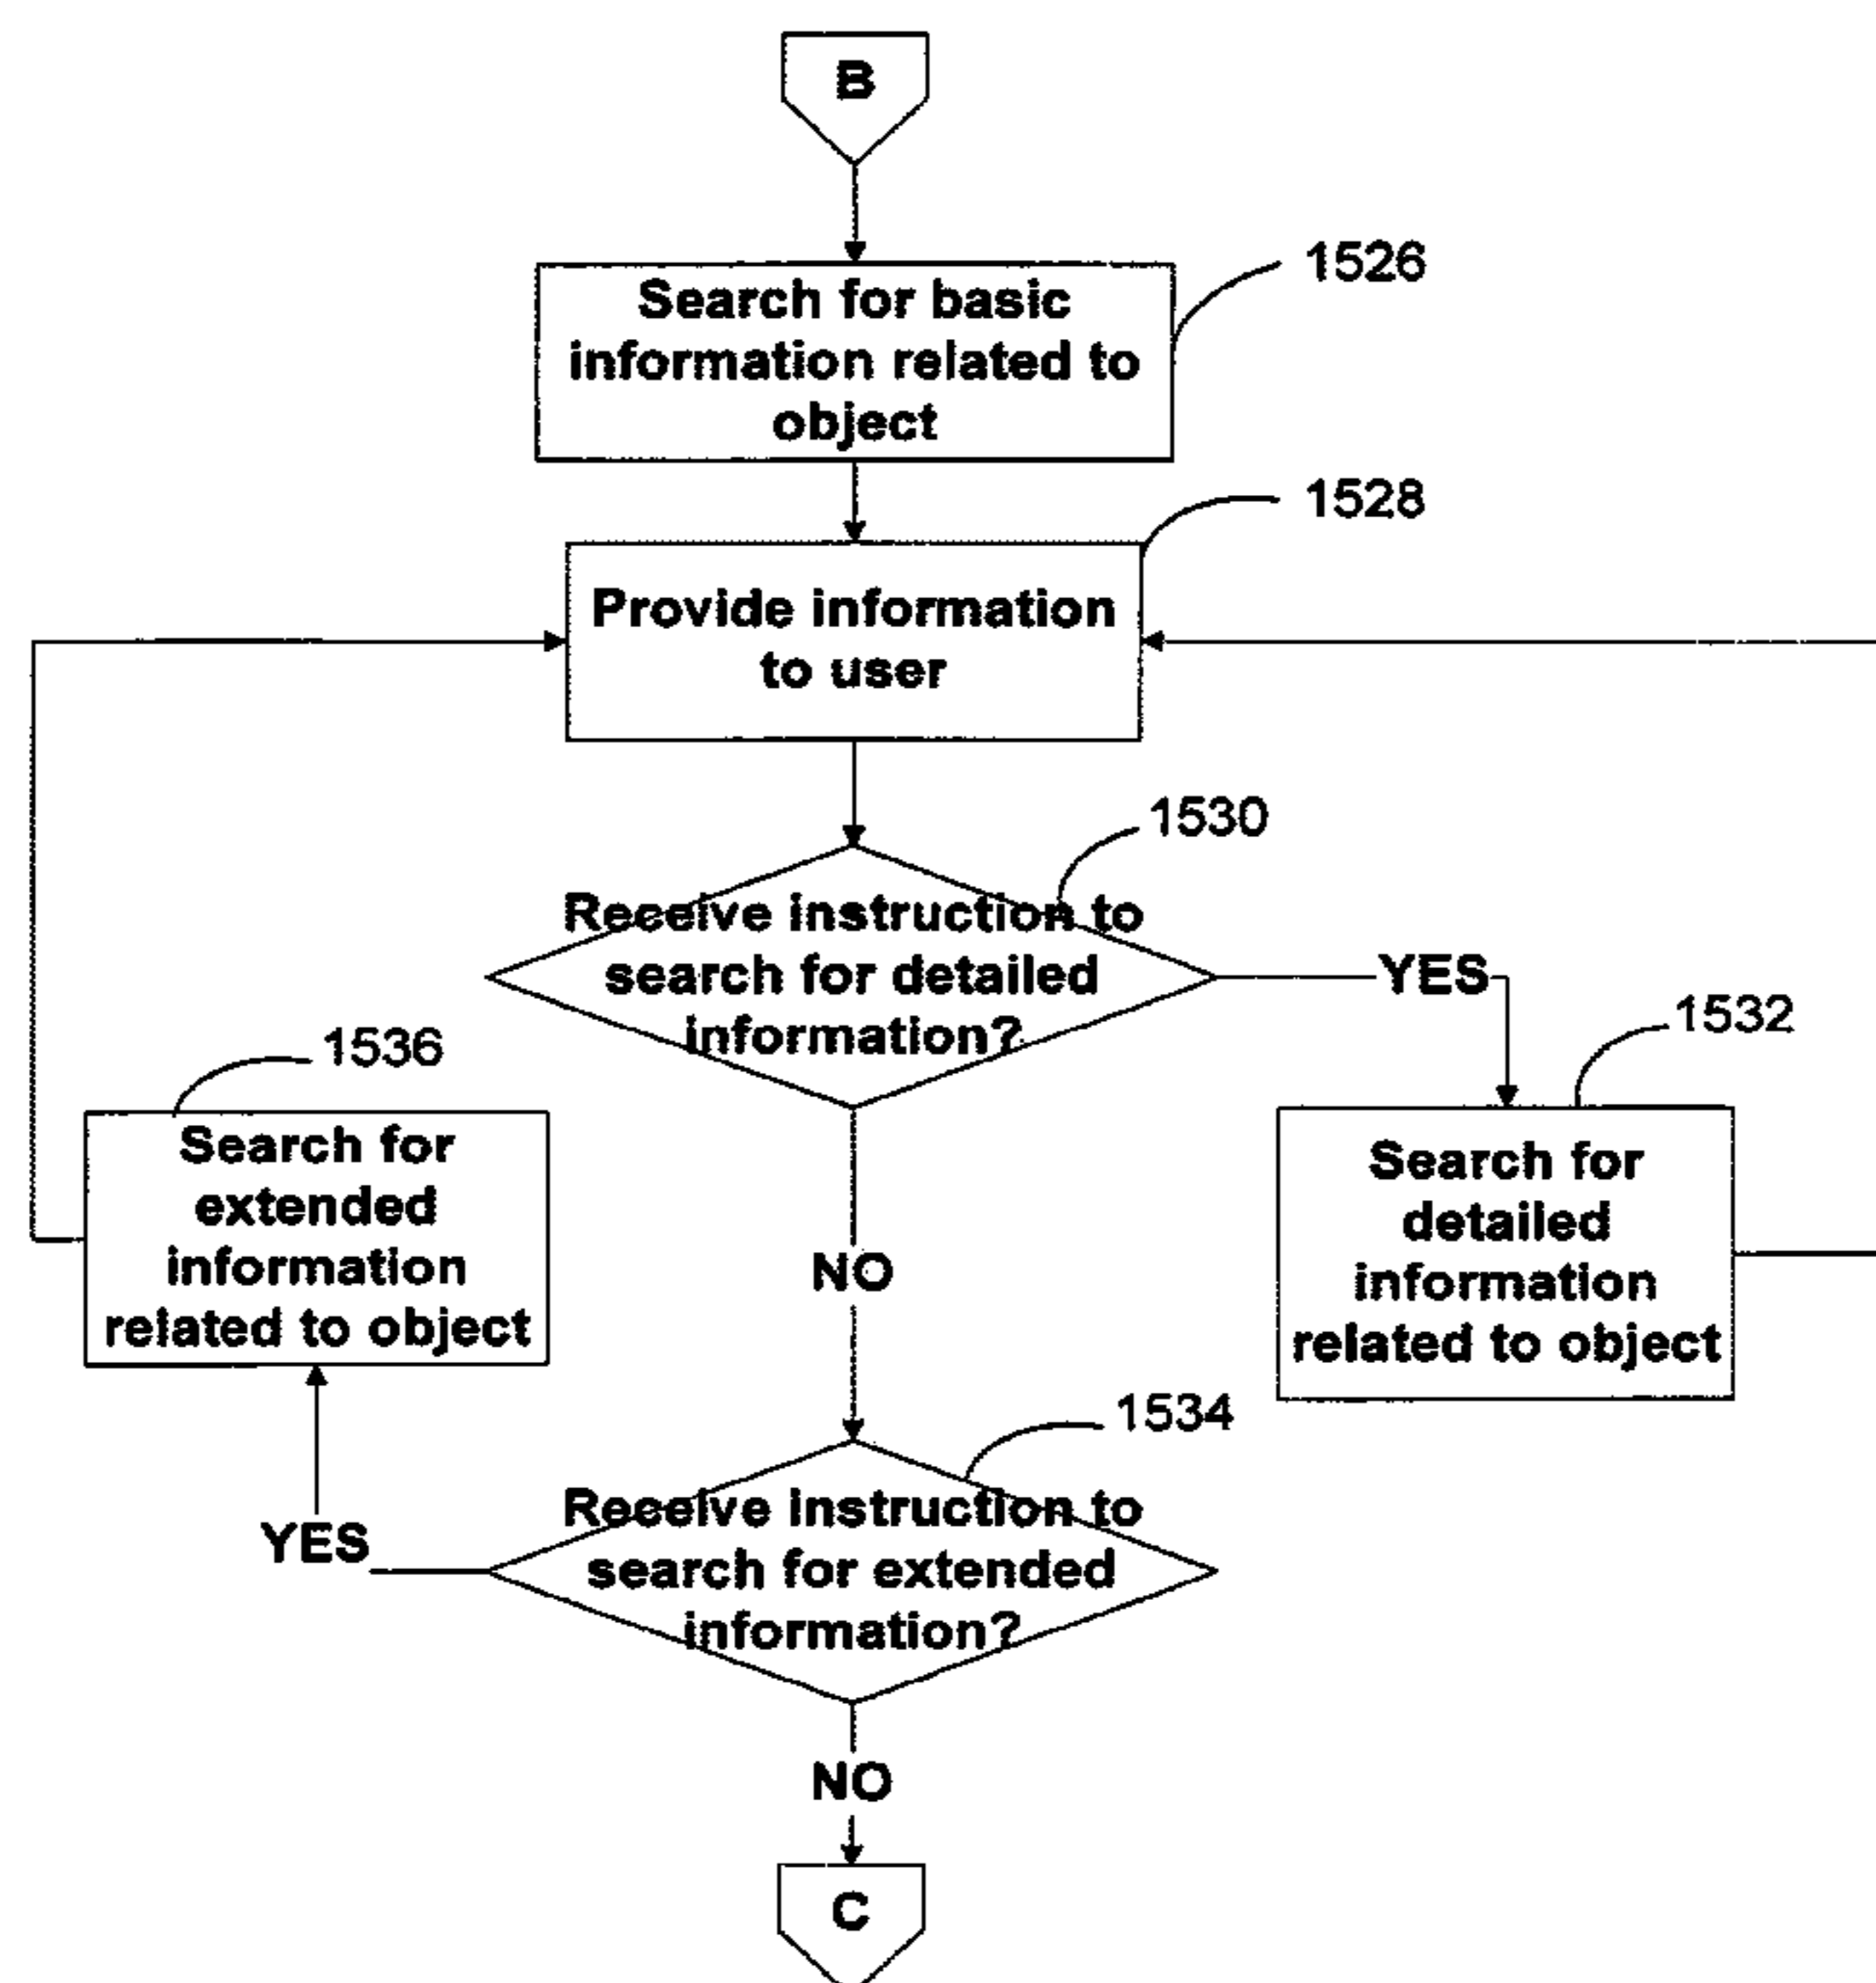 B
1526
Search for basic
information related to
object
1528
Provide information
to user
1530
Receive instruction to
search for detailed
information?
YES
1532
1536
Search for
extended
information
related to object
Search for
detailed
information
related to object
NO
1534
Receive instruction to
search for extended
information?
YES
NO
C